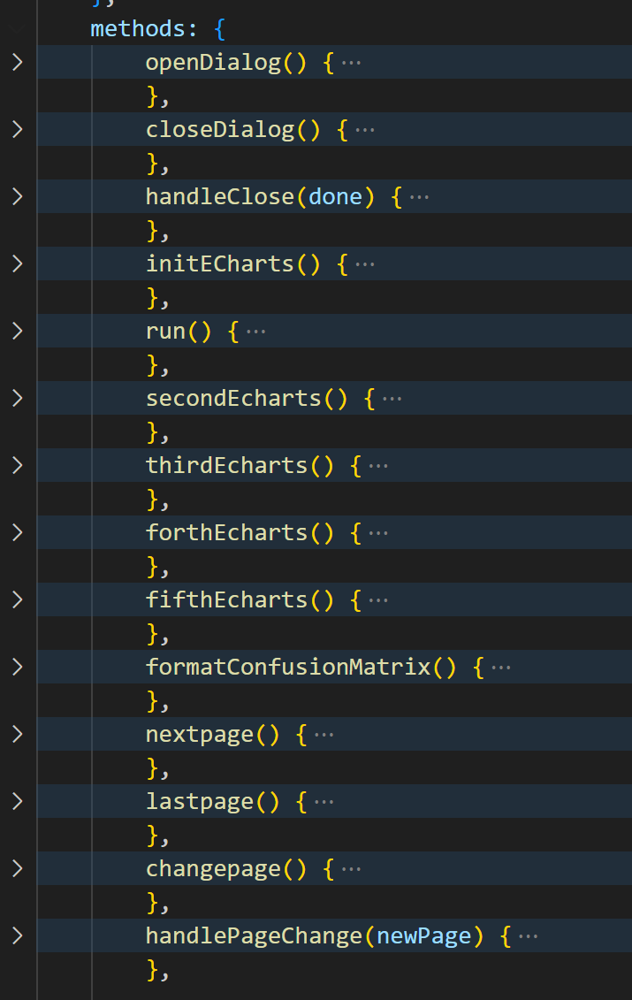 },
methods: {
openDialog() { ···
},
closeDialog() { ···
},
handleClose(done) { ···
},
initECharts() { ···
},
run() { ···
},
secondEcharts() { ···
},
thirdEcharts() { ···
},
forthEcharts() { ···
},
fifthEcharts() { ···
},
formatConfusionMatrix() { ···
},
nextpage() { ···
},
lastpage() { ···
},
changepage() { ···
},
handlePageChange(newPage) { ···
},